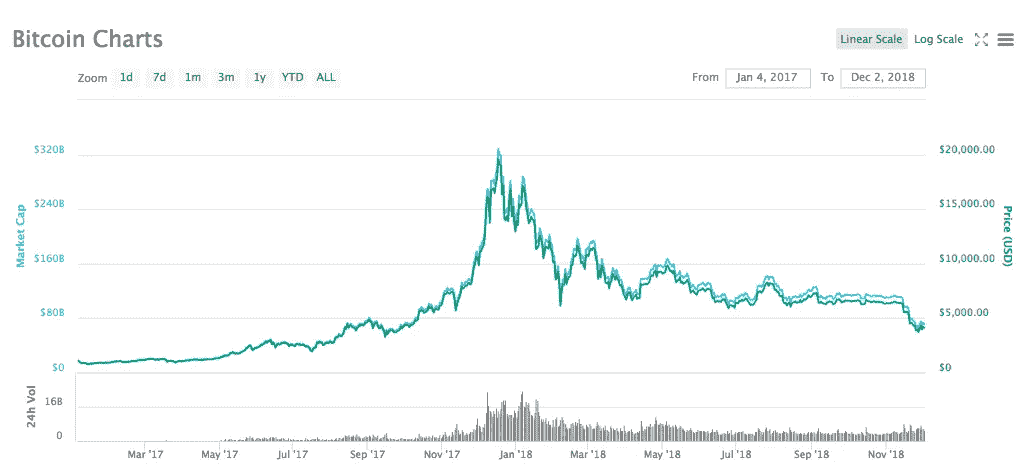 Bitcoin Charts
Linear Scale Log Scale
Zoom 1d 7d 1m 3m 1y YTD ALL
From Jan 4, 2017 To Dec 2, 2018
$320B
$240B
$160B
$80B
$0
Market Cap
$20,000.00
$15,000.00
$10,000.00
$5,000.00
$0
Price (USD)
24h Vol
16B
0
Mar '17 May '17 Jul '17 Sep '17 Nov '17 Jan '18 Mar '18 May '18 Jul '18 Sep '18 Nov '18